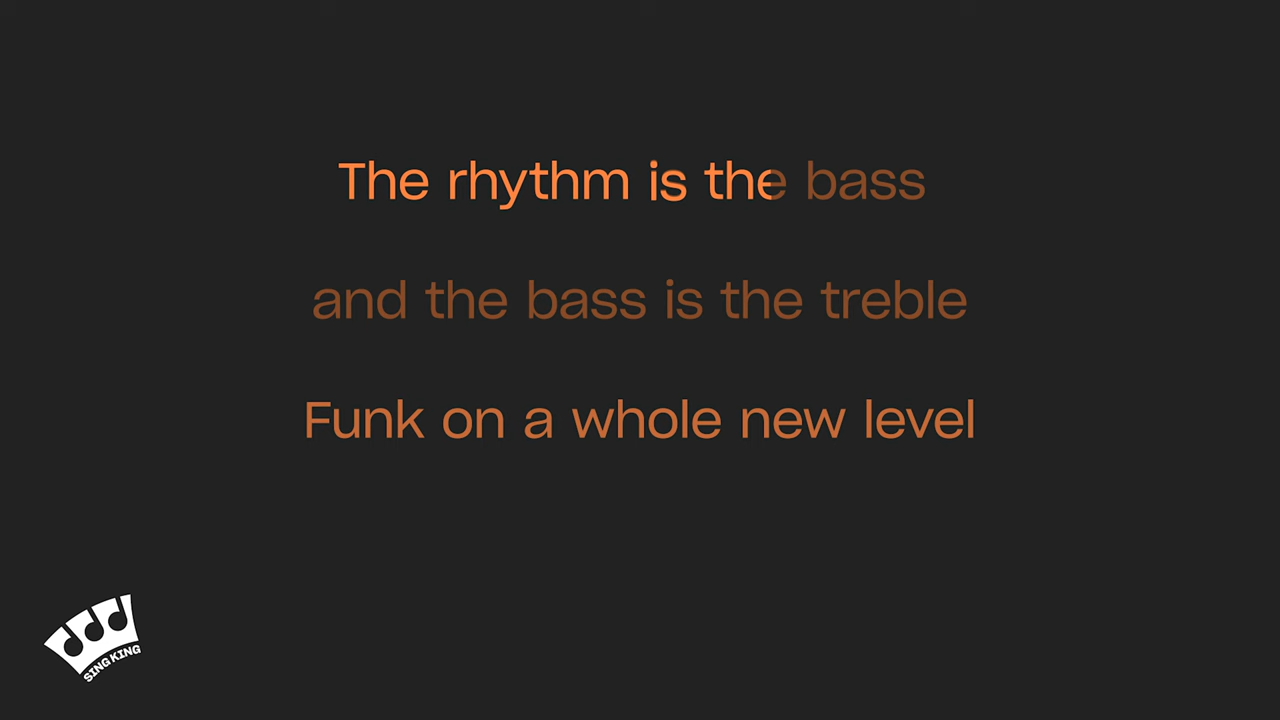 The rhythm is the bass
and the bass is the treble
Funk on a whole new level
SING KING